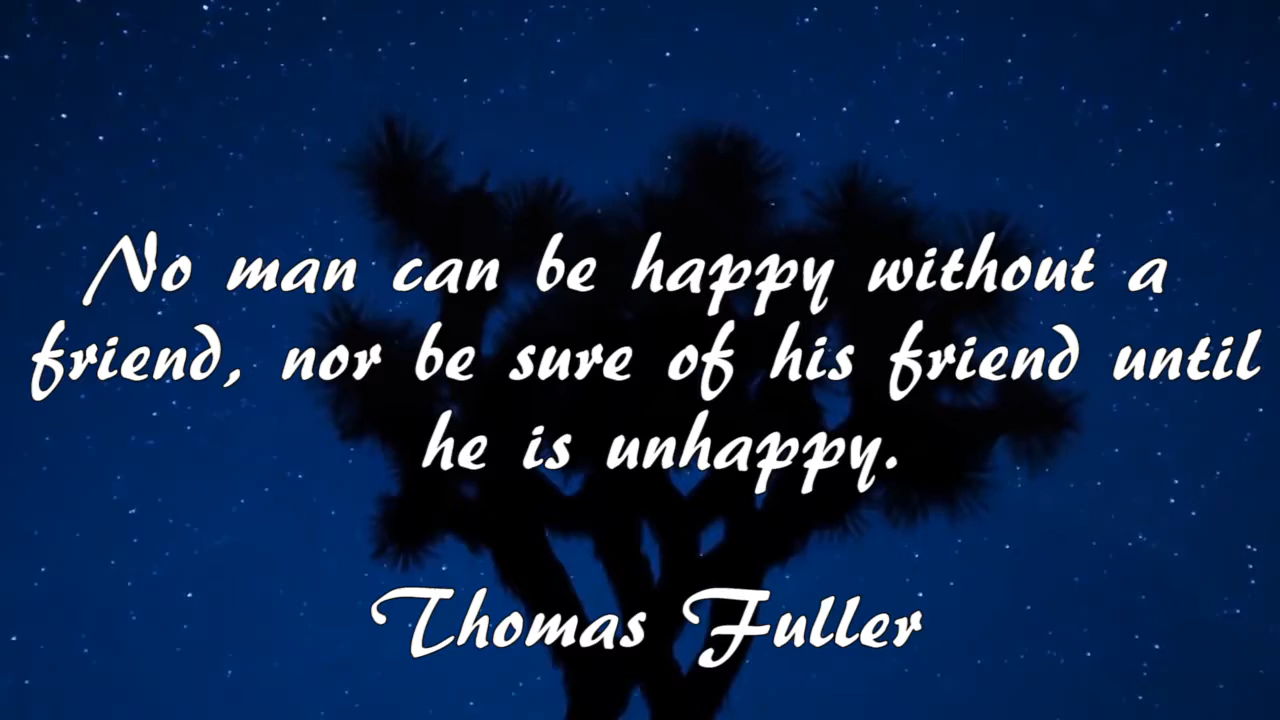 No man can be happy without a
friend, nor be sure of his friend until
he is unhappy.
Thomas Fuller